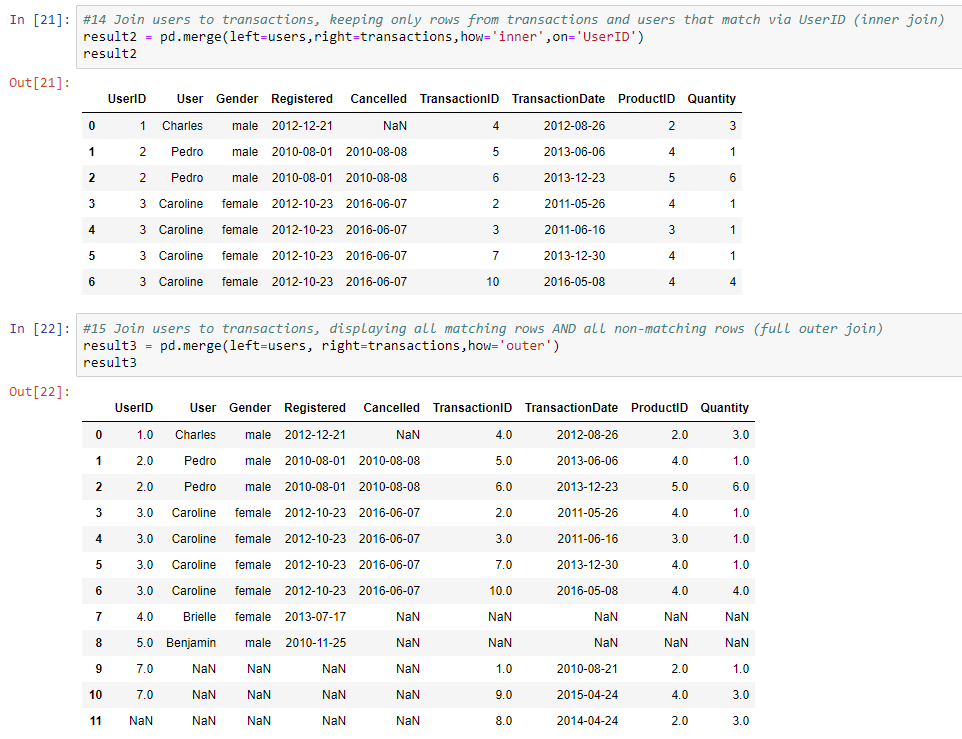 In [21]: #14 Join users to transactions, keeping only rows from transactions and users that match via UserID (inner join)
result2 = pd.merge(left=users,right=transactions,how='inner',on='UserID')
result2
Out[21]:
UserID User Gender Registered Cancelled TransactionID TransactionDate ProductID Quantity
0 1 Charles male 2012-12-21 NaN 4 2012-08-26 2 3
1 2 Pedro male 2010-08-01 2010-08-08 5 2013-06-06 4 1
2 2 Pedro male 2010-08-01 2010-08-08 6 2013-12-23 5 6
3 3 Caroline female 2012-10-23 2016-06-07 2 2011-05-26 4 1
4 3 Caroline female 2012-10-23 2016-06-07 3 2011-06-16 3 1
5 3 Caroline female 2012-10-23 2016-06-07 7 2013-12-30 4 1
6 3 Caroline female 2012-10-23 2016-06-07 10 2016-05-08 4 4
In [22]: #15 Join users to transactions, displaying all matching rows AND all non-matching rows (full outer join)
result3 = pd.merge(left=users, right=transactions,how='outer')
result3
Out[22]:
UserID User Gender Registered Cancelled TransactionID TransactionDate ProductID Quantity
0 1.0 Charles male 2012-12-21 NaN 4.0 2012-08-26 2.0 3.0
1 2.0 Pedro male 2010-08-01 2010-08-08 5.0 2013-06-06 4.0 1.0
2 2.0 Pedro male 2010-08-01 2010-08-08 6.0 2013-12-23 5.0 6.0
3 3.0 Caroline female 2012-10-23 2016-06-07 2.0 2011-05-26 4.0 1.0
4 3.0 Caroline female 2012-10-23 2016-06-07 3.0 2011-06-16 3.0 1.0
5 3.0 Caroline female 2012-10-23 2016-06-07 7.0 2013-12-30 4.0 1.0
6 3.0 Caroline female 2012-10-23 2016-06-07 10.0 2016-05-08 4.0 4.0
7 4.0 Brielle female 2013-07-17 NaN NaN NaN NaN NaN
8 5.0 Benjamin male 2010-11-25 NaN NaN NaN NaN NaN
9 7.0 NaN NaN NaN NaN 1.0 2010-08-21 2.0 1.0
10 7.0 NaN NaN NaN NaN 9.0 2015-04-24 4.0 3.0
11 NaN NaN NaN NaN NaN 8.0 2014-04-24 2.0 3.0